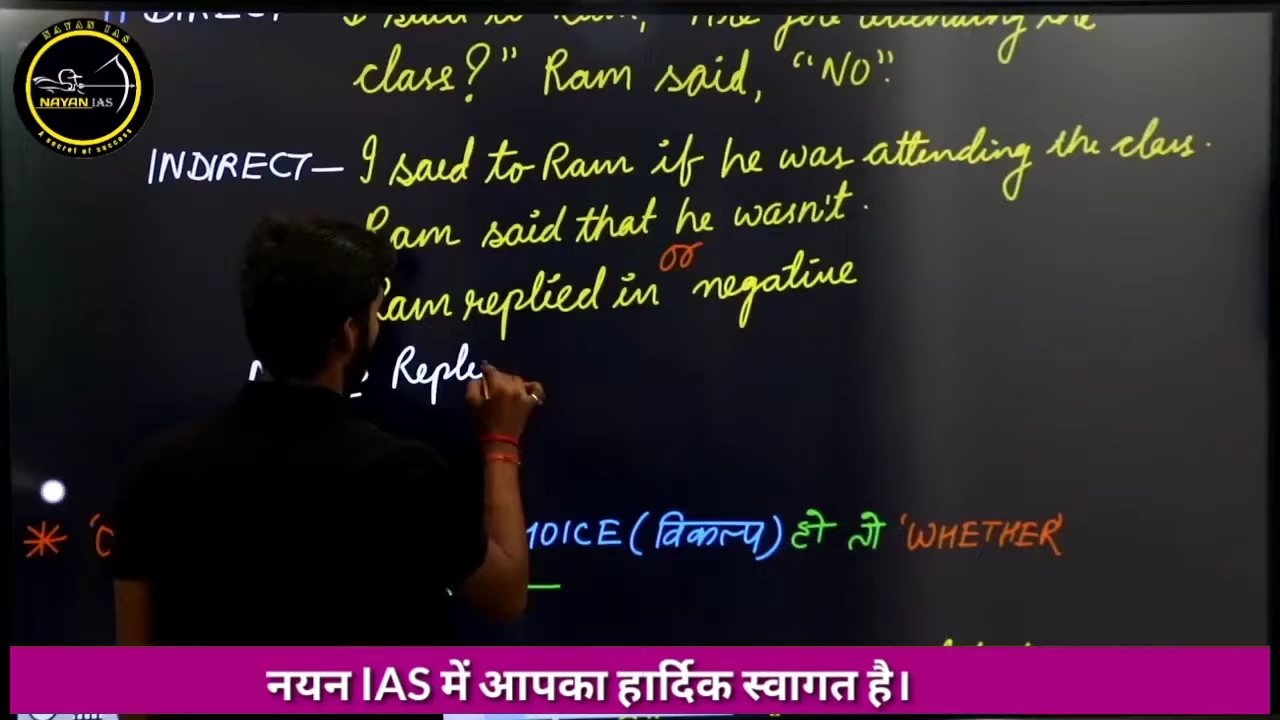 NAYAN IAS
NAYAN IAS
A secret of success
DIRECT
class?" Ram said, "NO".
INDIRECT— I said to Ram if he was attending the class.
Ram said that he wasn't.
or
Ram replied in negative
Reple
CHOICE (विकल्प) हो तो 'WHETHER'
नयन IAS में आपका हार्दिक स्वागत है।